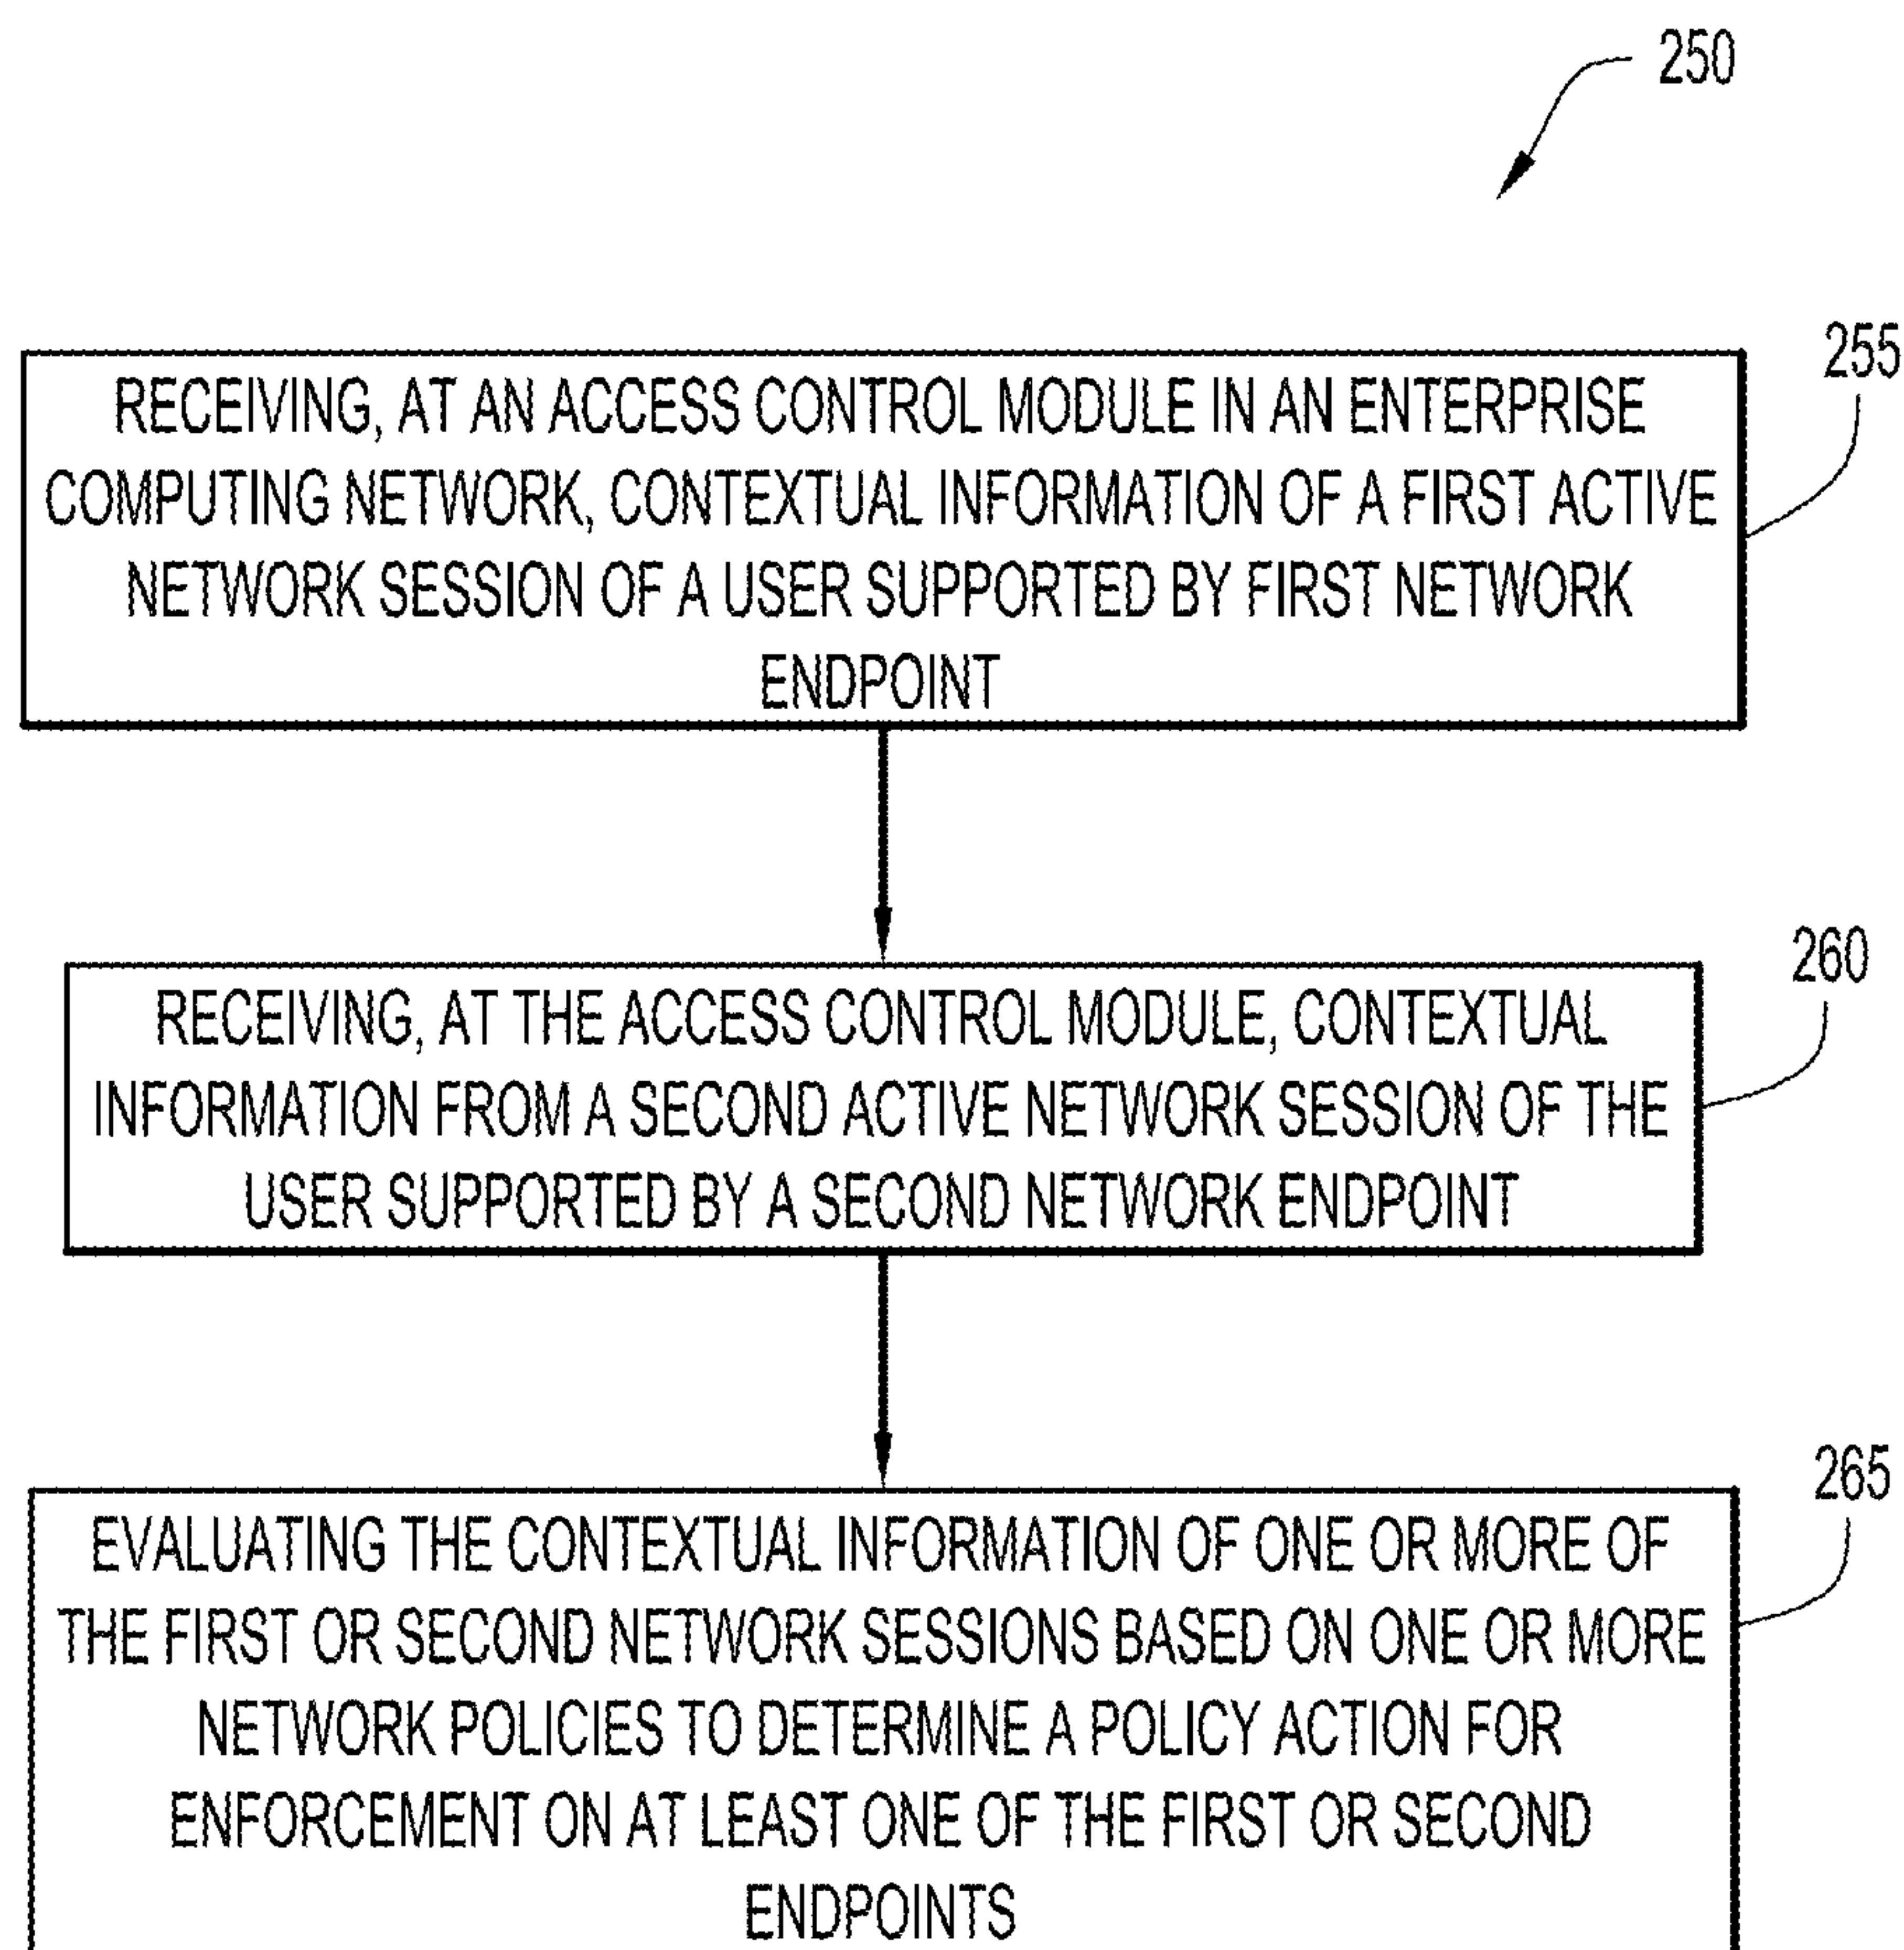 250
255
RECEIVING, AT AN ACCESS CONTROL MODULE IN AN ENTERPRISE
COMPUTING NETWORK, CONTEXTUAL INFORMATION OF A FIRST ACTIVE
NETWORK SESSION OF A USER SUPPORTED BY FIRST NETWORK
ENDPOINT
260
RECEIVING, AT THE ACCESS CONTROL MODULE, CONTEXTUAL
INFORMATION FROM A SECOND ACTIVE NETWORK SESSION OF THE
USER SUPPORTED BY A SECOND NETWORK ENDPOINT
265
EVALUATING THE CONTEXTUAL INFORMATION OF ONE OR MORE OF
THE FIRST OR SECOND NETWORK SESSIONS BASED ON ONE OR MORE
NETWORK POLICIES TO DETERMINE A POLICY ACTION FOR
ENFORCEMENT ON AT LEAST ONE OF THE FIRST OR SECOND
ENDPOINTS